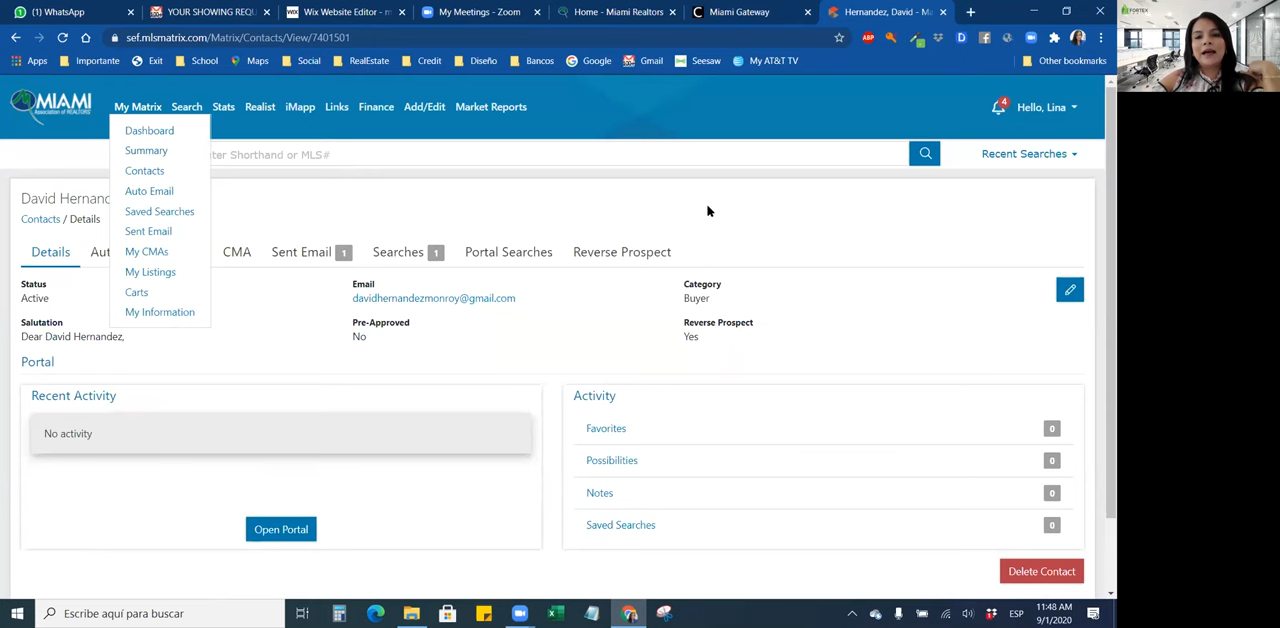 (1) WhatsApp
YOUR SHOWING REQU
Wix Website Editor - m
My Meetings - Zoom
Home - Miami Realtors
Miami Gateway
Hernandez, David - Ma
sef.mlsmatrix.com/Matrix/Contacts/View/7401501
Apps Importante Exit School Maps Social RealEstate Credit Diseño Bancos Google Gmail Seesaw My AT&T TV Other bookmarks
MIAMI
My Matrix Search Stats Realist iMapp Links Finance Add/Edit Market Reports
4 Hello, Lina
Dashboard
Summary
Contacts
Auto Email
Saved Searches
Sent Email
My CMAs
My Listings
Carts
My Information
ter Shorthand or MLS#
Recent Searches
David Hernand
Contacts / Details
Details Aut CMA Sent Email 1 Searches 1 Portal Searches Reverse Prospect
Status Email Category
Active davidhernandezmonroy@gmail.com Buyer
Salutation Pre-Approved Reverse Prospect
Dear David Hernandez, No Yes
Portal
Recent Activity
No activity
Open Portal
Activity
Favorites 0
Possibilities 0
Notes 0
Saved Searches 0
Delete Contact
Escribe aquí para buscar
ESP
11:48 AM
9/1/2020